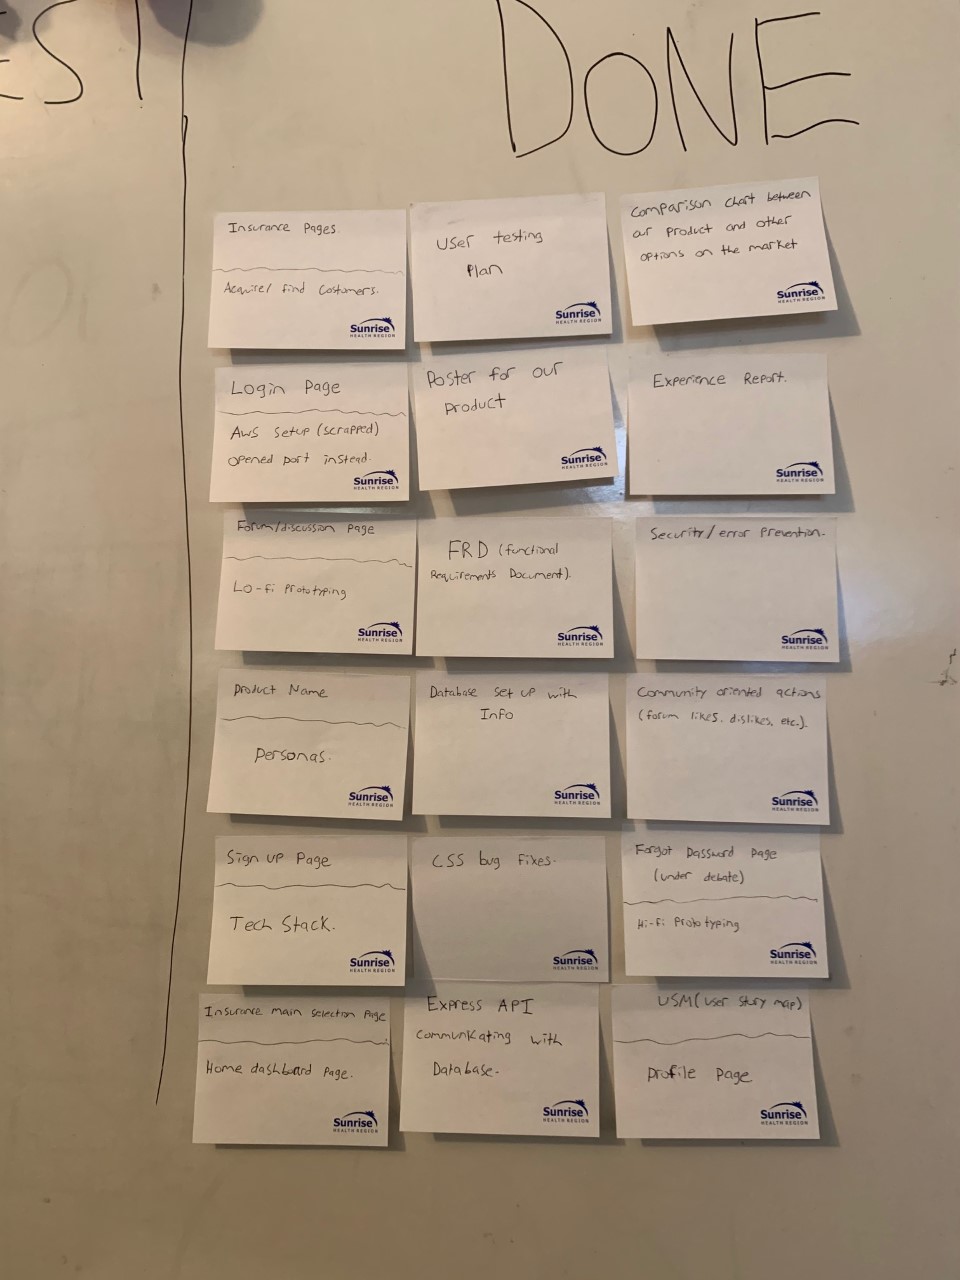 EST
DONE
Insurance Pages
Acquire/ find Costumers.
Sunrise
HEALTH REGION
User testing
Plan
Sunrise
HEALTH REGION
Comparison Chart between
our product and other
options on the market
Sunrise
HEALTH REGION
Login Page
AWS setup (scrapped)
opened port instead.
Sunrise
HEALTH REGION
Poster for our
Product
Sunrise
HEALTH REGION
Experience Report.
Sunrise
HEALTH REGION
Forum/discussion Page
Lo-fi Prototyping
Sunrise
HEALTH REGION
FRD (functional
Requirements Document).
Sunrise
HEALTH REGION
Security/error Prevention.
Sunrise
HEALTH REGION
Product Name
Personas.
Sunrise
HEALTH REGION
Database Set up with
Info
Sunrise
HEALTH REGION
Community oriented actions
(forum likes, dislikes, etc.).
Sunrise
HEALTH REGION
Sign up Page
Tech Stack.
Sunrise
HEALTH REGION
CSS bug fixes.
Sunrise
HEALTH REGION
Forgot Password Page
(under debate)
Hi-fi Prototyping
Sunrise
HEALTH REGION
Insurance main selection Page
Home dashboard Page.
Sunrise
HEALTH REGION
Express API
Communicating with
Database.
Sunrise
HEALTH REGION
USM (User Story map)
Profile Page
Sunrise
HEALTH REGION